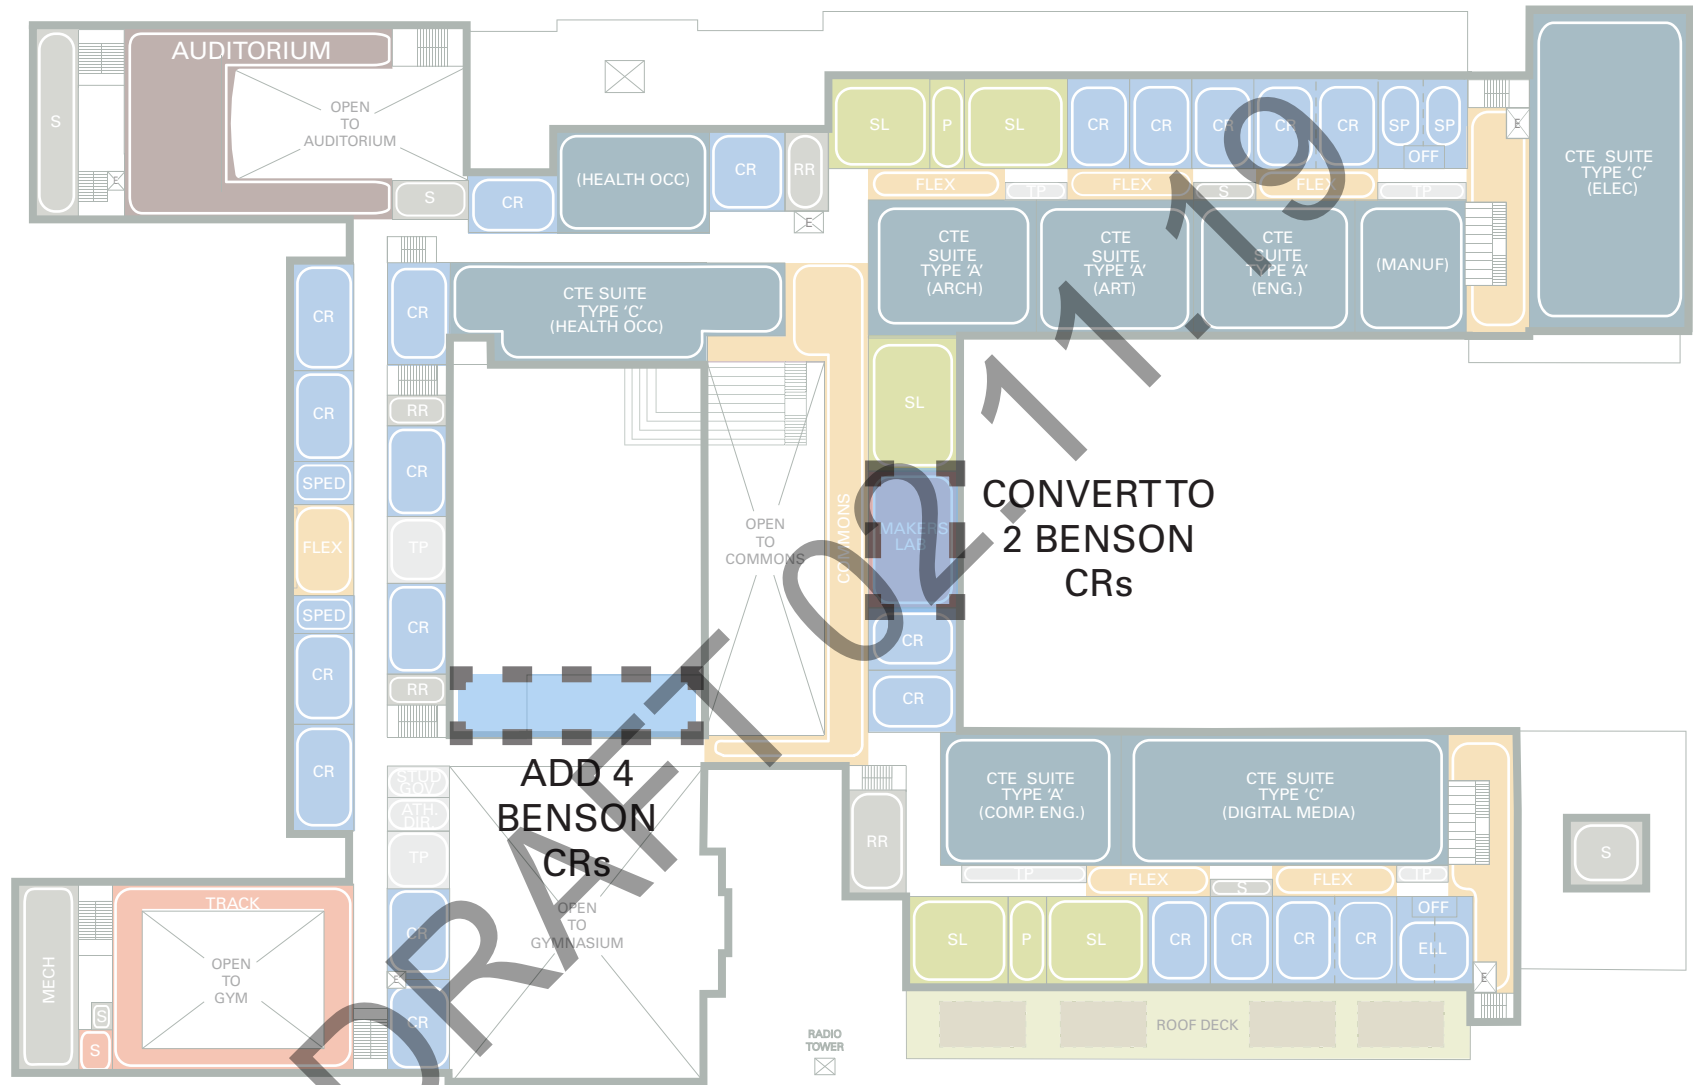 AUDITORIUM
OPEN
TO
AUDITORIUM
S
E
S
CR
(HEALTH OCC)
CR
RR
E
SL
P
SL
CR
CR
CR
CR
CR
SP
SP
OFF
E
FLEX
TP
FLEX
S
FLEX
TP
CTE SUITE
TYPE 'C'
(ELEC)
CTE
SUITE
TYPE 'A'
(ARCH)
CTE
SUITE
TYPE 'A'
(ART)
CTE
SUITE
TYPE 'A'
(ENG.)
(MANUF)
CR
CR
SPED
FLEX
SPED
CR
CR
CR
RR
CR
TP
CR
RR
CTE SUITE
TYPE 'C'
(HEALTH OCC)
OPEN
TO
COMMONS
COMMONS
SL
MAKERS
LAB
CR
CR
CONVERT TO
2 BENSON
CRs
ADD 4
BENSON
CRs
STUD
GOV
ATH.
DIR.
TP
CR
E
CR
OPEN
TO
GYMNASIUM
RR
CTE SUITE
TYPE 'A'
(COMP. ENG.)
CTE SUITE
TYPE 'C'
(DIGITAL MEDIA)
TP
FLEX
S
FLEX
TP
SL
P
SL
CR
CR
CR
CR
OFF
ELL
E
S
MECH
TRACK
OPEN
TO
GYM
S
S
RADIO
TOWER
ROOF DECK
DRAFT 02.11.19